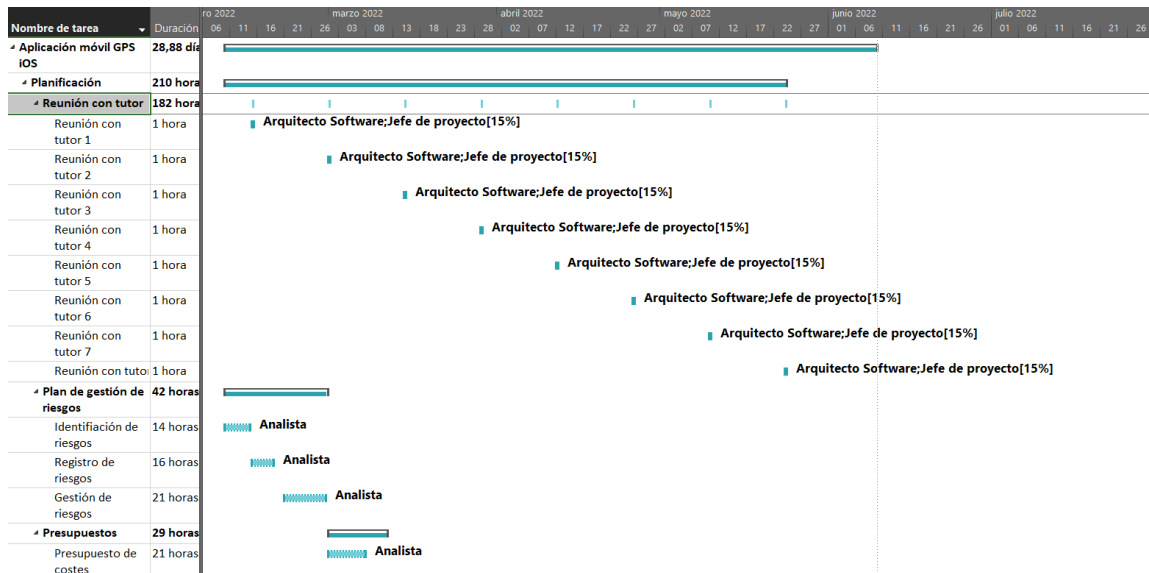 ro 2022 marzo 2022 abril 2022 mayo 2022 junio 2022 julio 2022
Nombre de tarea Duración 06 11 16 21 26 03 08 13 18 23 28 02 07 12 17 22 27 02 07 12 17 22 27 01 06 11 16 21 26 01 06 11 16 21 26
Aplicación móvil GPS 28,88 día
iOS
Planificación 210 hora
Reunión con tutor 182 hora
Reunión con 1 hora Arquitecto Software;Jefe de proyecto[15%]
tutor 1
Reunión con 1 hora Arquitecto Software;Jefe de proyecto[15%]
tutor 2
Reunión con 1 hora Arquitecto Software;Jefe de proyecto[15%]
tutor 3
Reunión con 1 hora Arquitecto Software;Jefe de proyecto[15%]
tutor 4
Reunión con 1 hora Arquitecto Software;Jefe de proyecto[15%]
tutor 5
Reunión con 1 hora Arquitecto Software;Jefe de proyecto[15%]
tutor 6
Reunión con 1 hora Arquitecto Software;Jefe de proyecto[15%]
tutor 7
Reunión con tuto 1 hora Arquitecto Software;Jefe de proyecto[15%]
Plan de gestión de 42 horas
riesgos
Identifiación de 14 horas Analista
riesgos
Registro de 16 horas Analista
riesgos
Gestión de 21 horas Analista
riesgos
Presupuestos 29 horas
Presupuesto de 21 horas Analista
costes